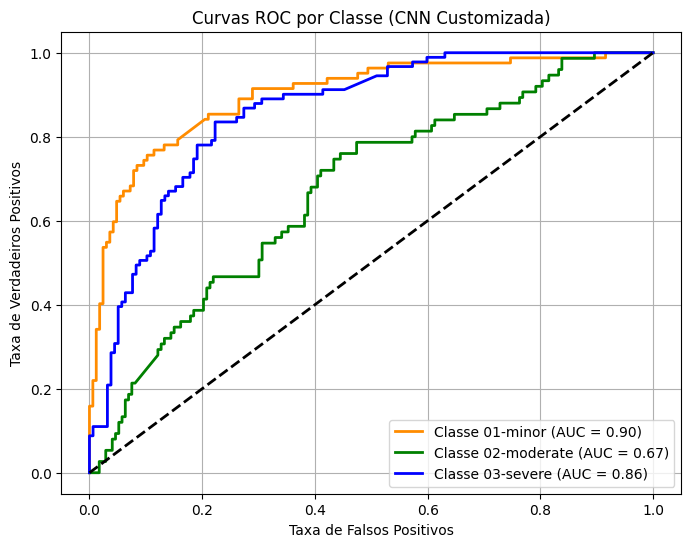 Curvas ROC por Classe (CNN Customizada)
Taxa de Verdadeiros Positivos
1.0
0.8
0.6
0.4
0.2
0.0
Classe 01-minor (AUC = 0.90)
Classe 02-moderate (AUC = 0.67)
Classe 03-severe (AUC = 0.86)
0.0 0.2 0.4 0.6 0.8 1.0
Taxa de Falsos Positivos